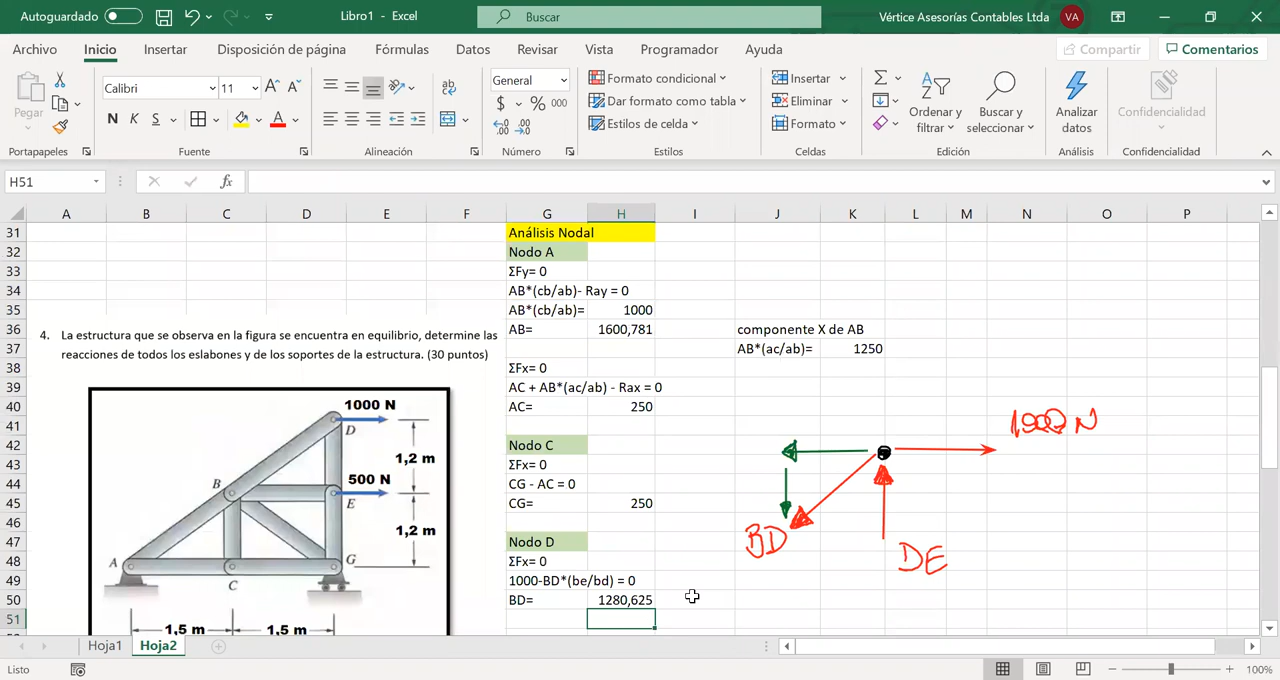 Autoguardado
Libro1 - Excel
Buscar
Vértice Asesorías Contables Ltda
VA
Archivo Inicio Insertar Disposición de página Fórmulas Datos Revisar Vista Programador Ayuda
Compartir
Comentarios
Pegar
Calibri 11
N K S
General
$ % 000
Formato condicional
Dar formato como tabla
Estilos de celda
Insertar
Eliminar
Formato
Ordenar y filtrar
Buscar y seleccionar
Analizar datos
Confidencialidad
Portapapeles Fuente Alineación Número Estilos Celdas Edición Análisis Confidencialidad
H51 fx
A B C D E F G H I J K L M N O P
31 Análisis Nodal
32 Nodo A
33 ΣFy= 0
34 AB*(cb/ab)- Ray = 0
35 AB*(cb/ab)= 1000
36 AB= 1600,781 componente X de AB
37 AB*(ac/ab)= 1250
38 ΣFx= 0
39 AC + AB*(ac/ab) - Rax = 0
40 AC= 250
41
42 Nodo C
43 ΣFx= 0
44 CG - AC = 0
45 CG= 250
46
47 Nodo D
48 ΣFx= 0
49 1000-BD*(be/bd) = 0
50 BD= 1280,625
51
4. La estructura que se observa en la figura se encuentra en equilibrio, determine las
reacciones de todos los eslabones y de los soportes de la estructura. (30 puntos)
1000 N
D
1,2 m
B
500 N
E
1,2 m
A
G
C
1,5 m 1,5 m
1000 N
BD
DE
Hoja1 Hoja2
Listo
100%